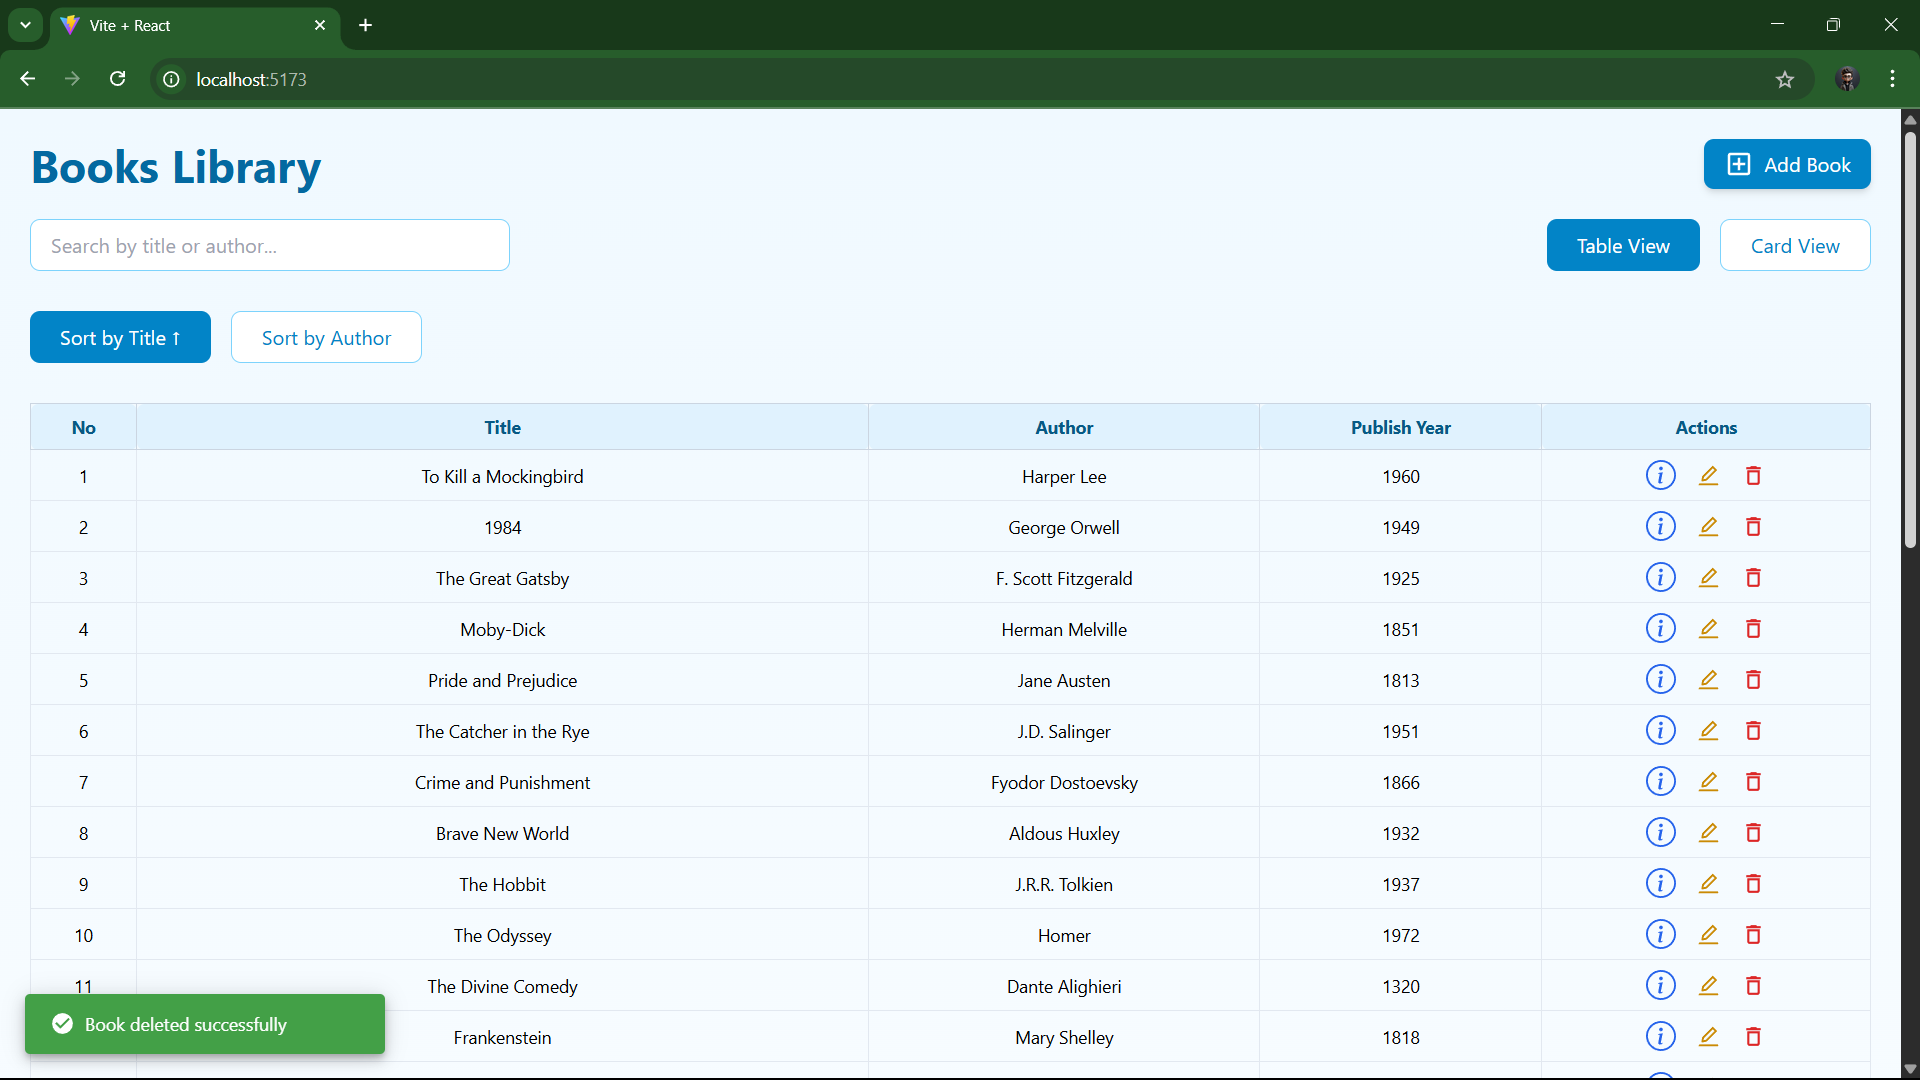 Vite + React
localhost:5173
Books Library
Add Book
Search by title or author...
Table View Card View
Sort by Title ↑ Sort by Author
No Title Author Publish Year Actions
1 To Kill a Mockingbird Harper Lee 1960
2 1984 George Orwell 1949
3 The Great Gatsby F. Scott Fitzgerald 1925
4 Moby-Dick Herman Melville 1851
5 Pride and Prejudice Jane Austen 1813
6 The Catcher in the Rye J.D. Salinger 1951
7 Crime and Punishment Fyodor Dostoevsky 1866
8 Brave New World Aldous Huxley 1932
9 The Hobbit J.R.R. Tolkien 1937
10 The Odyssey Homer 1972
11 The Divine Comedy Dante Alighieri 1320
Frankenstein Mary Shelley 1818
Book deleted successfully